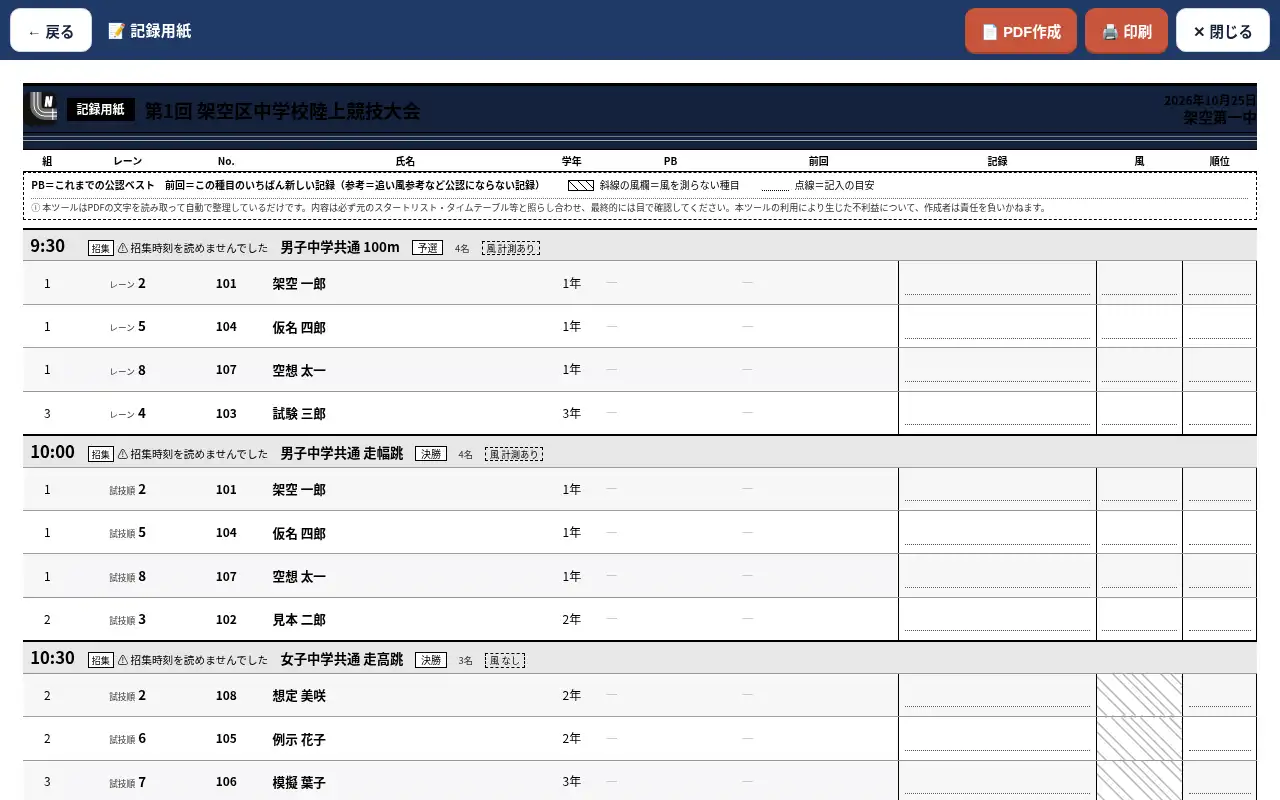 ← 戻る 📝 記録用紙 📄 PDF作成 🖨️ 印刷 ✕ 閉じる
N 記録用紙 第1回 架空区中学校陸上競技大会 2026年10月25日
架空第一中
組 レーン No. 氏名 学年 PB 前回 記録 風 順位
PB＝これまでの公認ベスト 前回＝この種目のいちばん新しい記録（参考＝追い風参考など公認にならない記録） 斜線の風欄＝風を測らない種目 点線＝記入の目安
ⓘ 本ツールはPDFの文字を読み取って自動で整理しているだけです。内容は必ず元のスタートリスト・タイムテーブル等と照らし合わせ、最終的には目で確認してください。本ツールの利用により生じた不利益について、作成者は責任を負いかねます。
9:30 招集 ⚠ 招集時刻を読めませんでした 男子中学共通 100m 予選 4名 風 計測あり
1 レーン 2 101 架空 一郎 1年 — —
1 レーン 5 104 仮名 四郎 1年 — —
1 レーン 8 107 空想 太一 1年 — —
3 レーン 4 103 試験 三郎 3年 — —
10:00 招集 ⚠ 招集時刻を読めませんでした 男子中学共通 走幅跳 決勝 4名 風 計測あり
1 試技順 2 101 架空 一郎 1年 — —
1 試技順 5 104 仮名 四郎 1年 — —
1 試技順 8 107 空想 太一 1年 — —
2 試技順 3 102 見本 二郎 2年 — —
10:30 招集 ⚠ 招集時刻を読めませんでした 女子中学共通 走高跳 決勝 3名 風 なし
2 試技順 2 108 想定 美咲 2年 — —
2 試技順 6 105 例示 花子 2年 — —
3 試技順 7 106 模擬 葉子 3年 — —